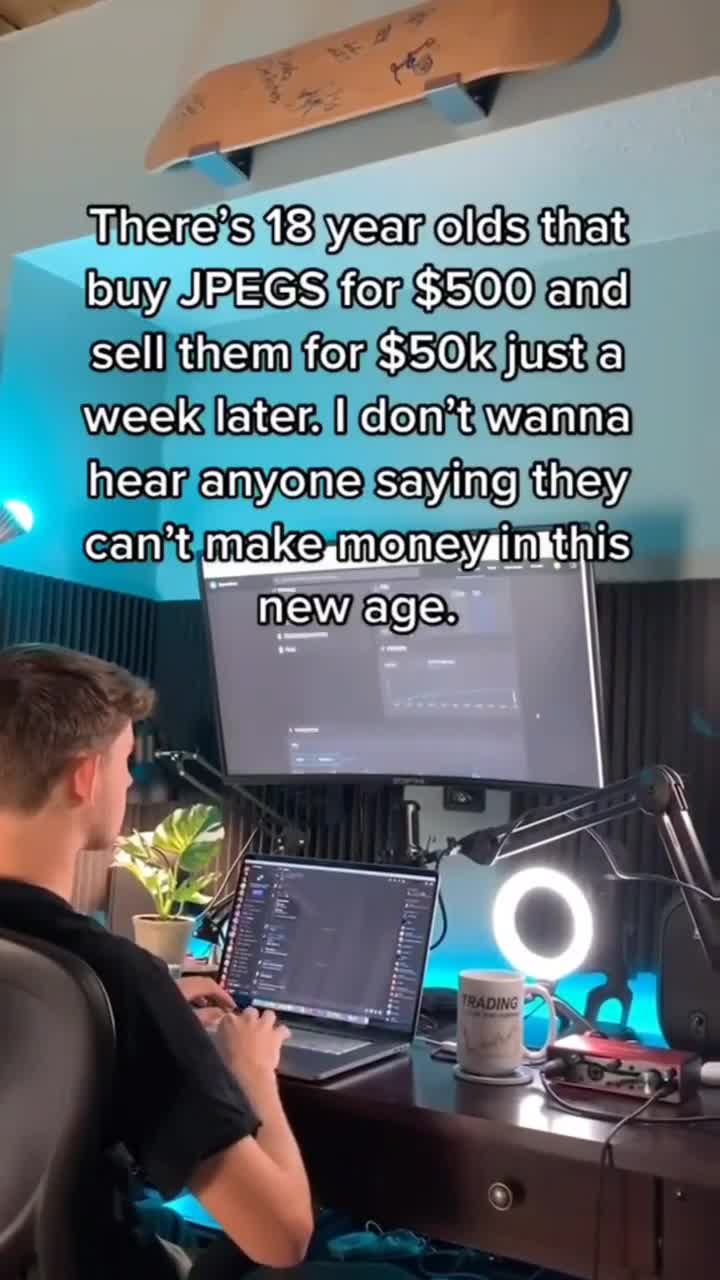 There's 18 year olds that
buy JPEGS for $500 and
sell them for $50k just a
week later. I don't wanna
hear anyone saying they
can't make money in this
new age.
TRADING